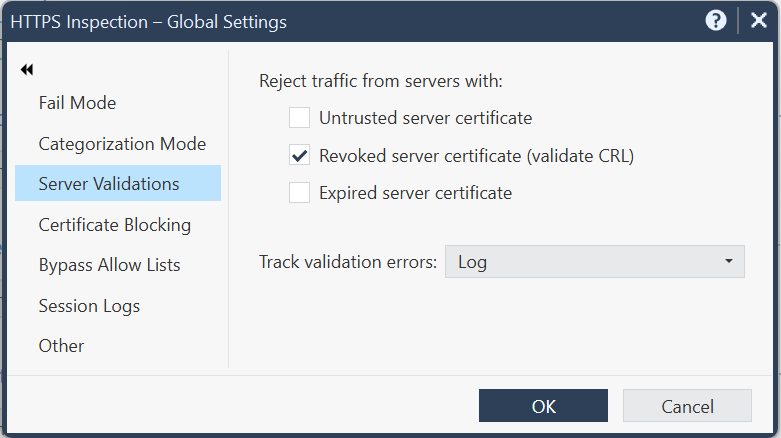 HTTPS Inspection – Global Settings
Fail Mode
Categorization Mode
Server Validations
Certificate Blocking
Bypass Allow Lists
Session Logs
Other
Reject traffic from servers with:
Untrusted server certificate
Revoked server certificate (validate CRL)
Expired server certificate
Track validation errors: Log
OK Cancel